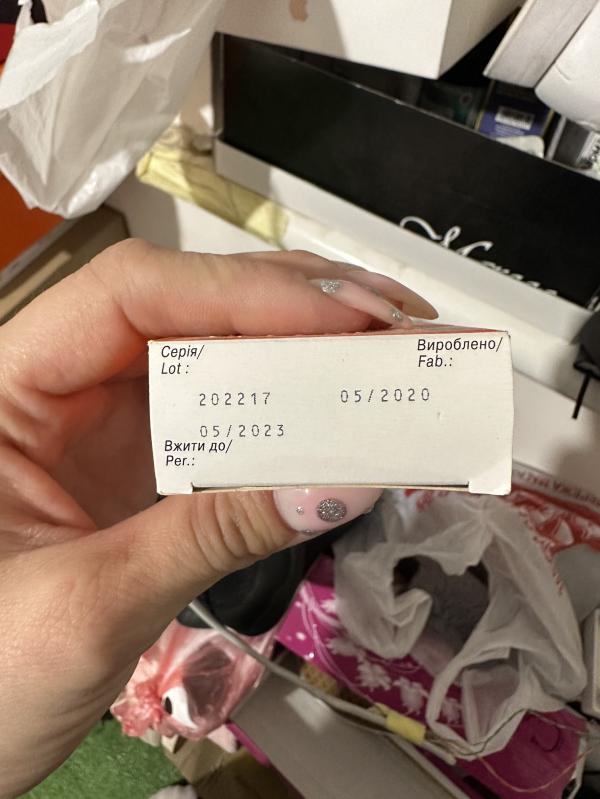 Серія/
Lot :
Вироблено/
Fab.:
202217
05/2020
05/2023
Вжити до/
Per.: